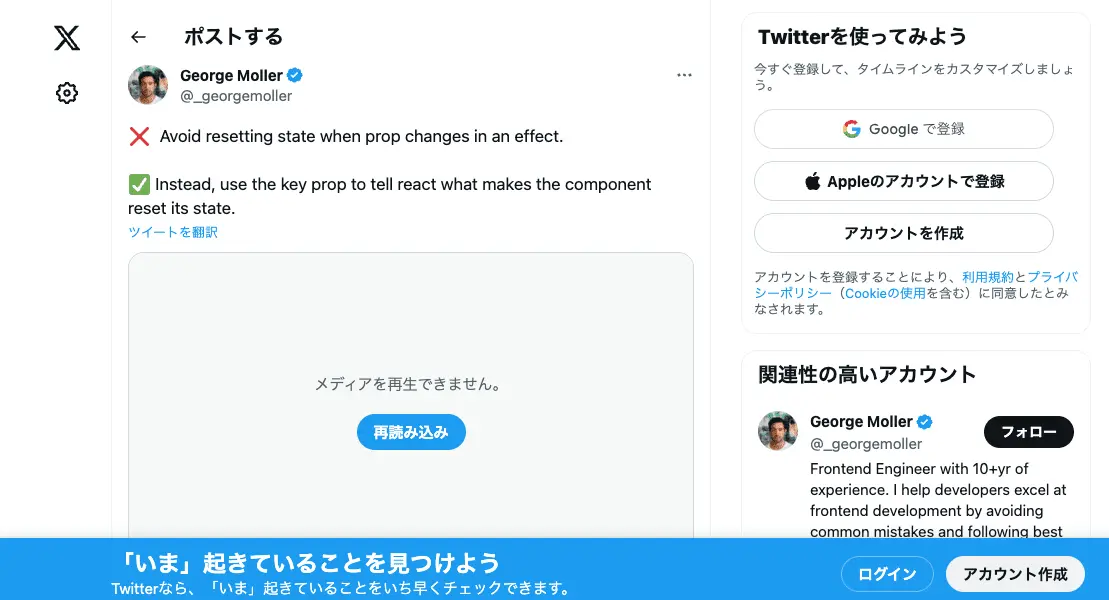 ポストする
George Moller
@_georgemoller
❌ Avoid resetting state when prop changes in an effect.
✅ Instead, use the key prop to tell react what makes the component
reset its state.
ツイートを翻訳
メディアを再生できません。
再読み込み
Twitterを使ってみよう
今すぐ登録して、タイムラインをカスタマイズしましょ
う。
Google で登録
Appleのアカウントで登録
アカウントを作成
アカウントを登録することにより、利用規約とプライバ
シーポリシー（Cookieの使用を含む）に同意したとみ
なされます。
関連性の高いアカウント
George Moller
@_georgemoller
フォロー
Frontend Engineer with 10+yr of
experience. I help developers excel at
frontend development by avoiding
common mistakes and following best
「いま」起きていることを見つけよう
Twitterなら、「いま」起きていることをいち早くチェックできます。
ログイン
アカウント作成